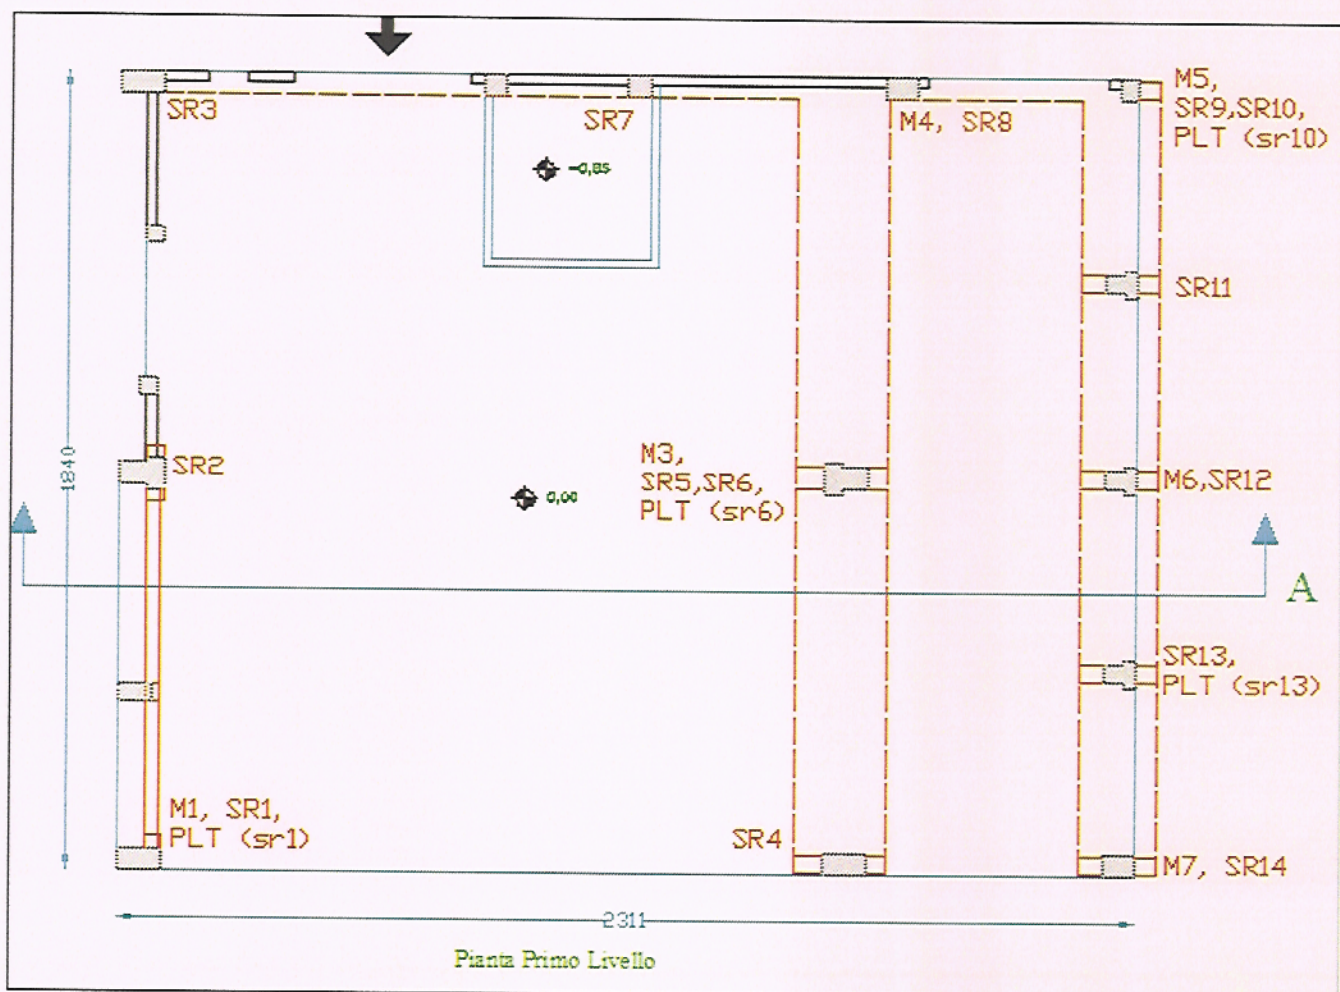 SR3
SR7
M4, SR8
M5,
SR9,SR10,
PLT (sr10)
-0,85
SR11
1840
SR2
M3,
SR5,SR6,
PLT (sr6)
0,00
M6,SR12
A
SR13,
PLT (sr13)
M1, SR1,
PLT (sr1)
SR4
M7, SR14
2311
Pianta Primo Livello